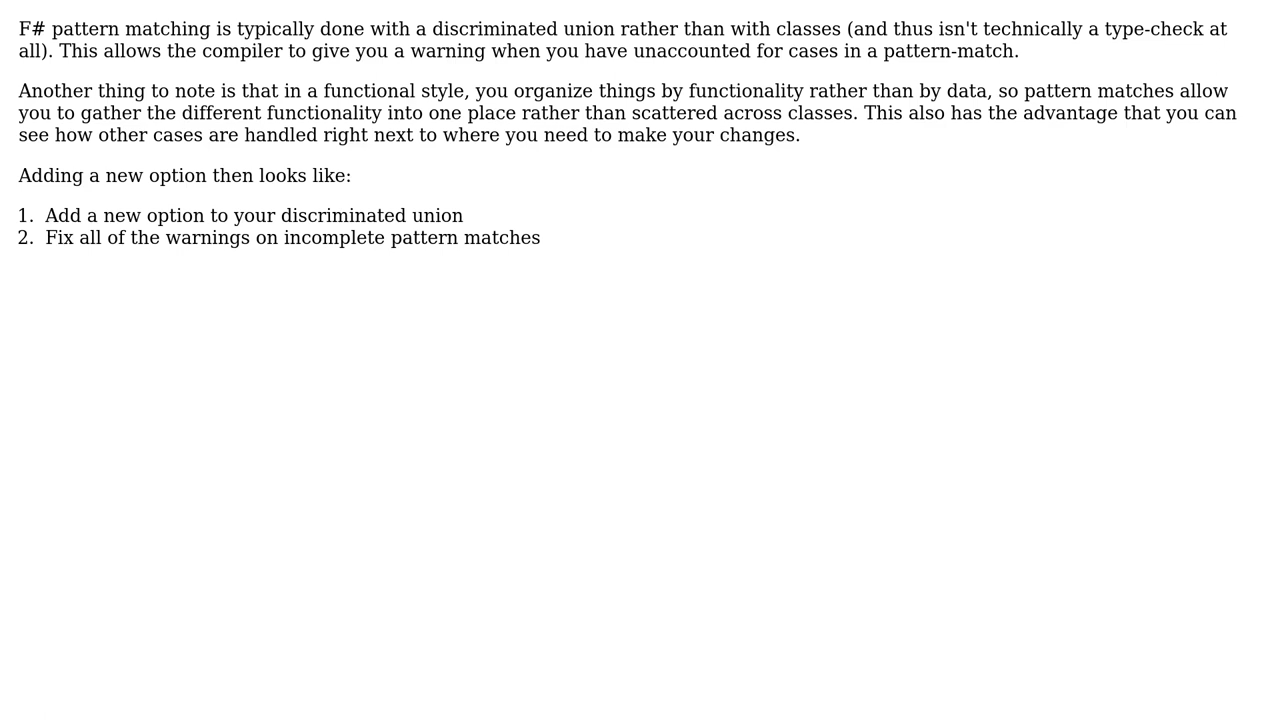 F# pattern matching is typically done with a discriminated union rather than with classes (and thus isn't technically a type-check at
all). This allows the compiler to give you a warning when you have unaccounted for cases in a pattern-match.
Another thing to note is that in a functional style, you organize things by functionality rather than by data, so pattern matches allow
you to gather the different functionality into one place rather than scattered across classes. This also has the advantage that you can
see how other cases are handled right next to where you need to make your changes.
Adding a new option then looks like:
1. Add a new option to your discriminated union
2. Fix all of the warnings on incomplete pattern matches